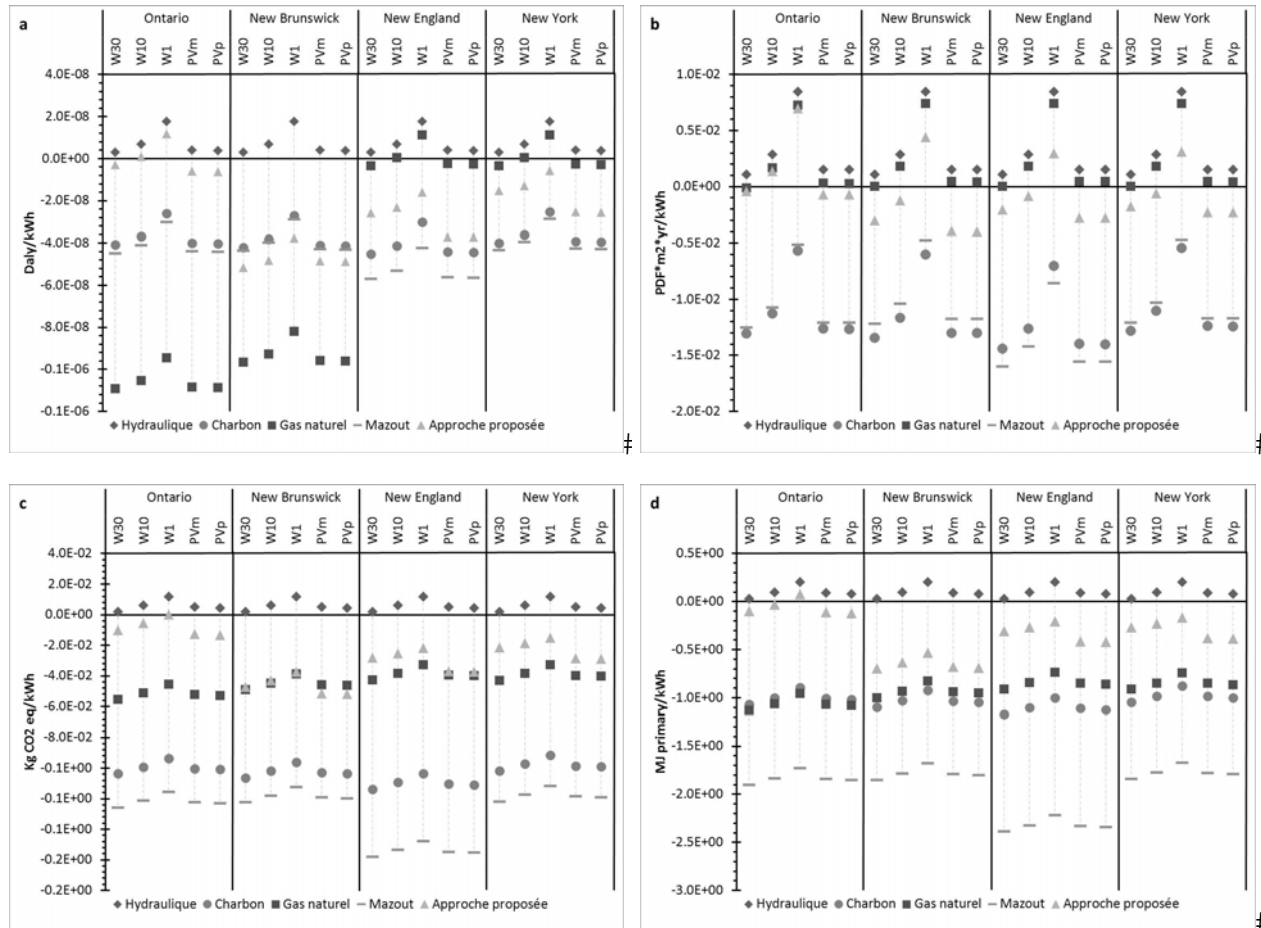 a
Ontario New Brunswick New England New York
W30 W10 W1 PVm PVp W30 W10 W1 PVm PVp W30 W10 W1 PVm PVp W30 W10 W1 PVm PVp
4.0E-08
2.0E-08
0.0E+00
-2.0E-08
-4.0E-08
-6.0E-08
-8.0E-08
-0.1E-06
-0.1E-06
Daly/kWh
Hydraulique Charbon Gas naturel Mazout Approche proposée
#
b
Ontario New Brunswick New England New York
W30 W10 W1 PVm PVp W30 W10 W1 PVm PVp W30 W10 W1 PVm PVp W30 W10 W1 PVm PVp
1.0E-02
0.5E-02
0.0E+00
-0.5E-02
-1.0E-02
-1.5E-02
-2.0E-02
PDF*m2*yr/kWh
Hydraulique Charbon Gas naturel Mazout Approche proposée
#
c
Ontario New Brunswick New England New York
W30 W10 W1 PVm PVp W30 W10 W1 PVm PVp W30 W10 W1 PVm PVp W30 W10 W1 PVm PVp
4.0E-02
2.0E-02
0.0E+00
-2.0E-02
-4.0E-02
-6.0E-02
-8.0E-02
-0.1E+00
-0.1E+00
-0.1E+00
-0.2E+00
-0.2E+00
Kg CO2 eq/kWh
Hydraulique Charbon Gas naturel Mazout Approche proposée
d
Ontario New Brunswick New England New York
W30 W10 W1 PVm PVp W30 W10 W1 PVm PVp W30 W10 W1 PVm PVp W30 W10 W1 PVm PVp
0.5E+00
0.0E+00
-0.5E+00
-1.0E+00
-1.5E+00
-2.0E+00
-2.5E+00
-3.0E+00
MJ primary/kWh
Hydraulique Charbon Gas naturel Mazout Approche proposée
#